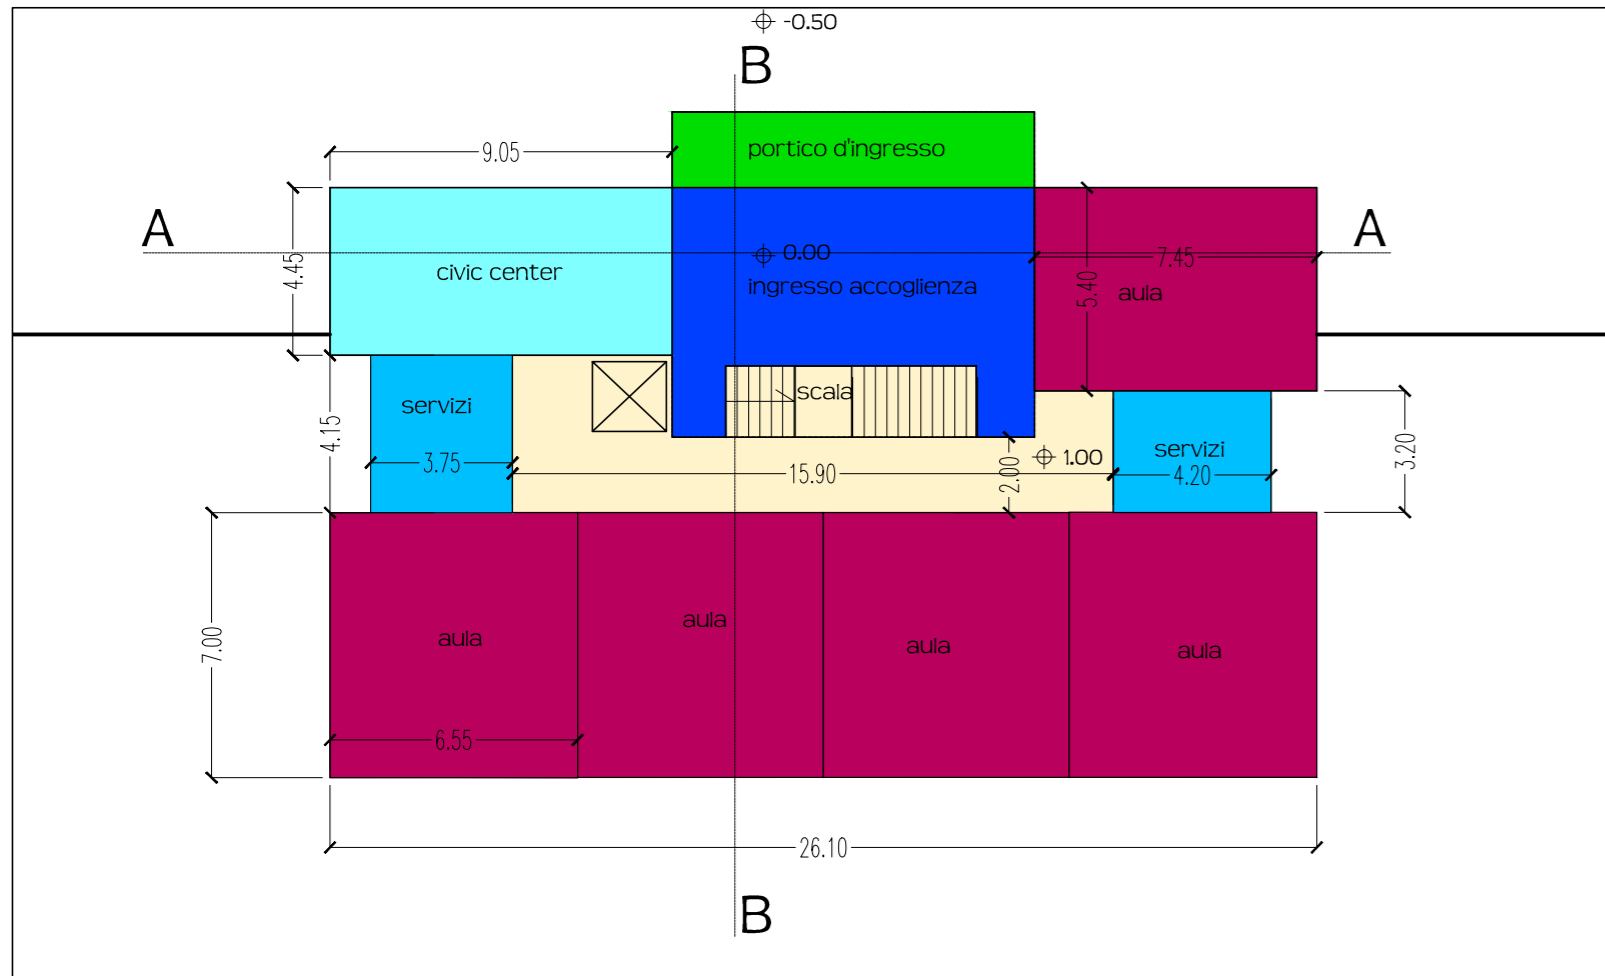 -0.50
B
portico d'ingresso
9.05
A
A
0.00
7.45
4.45
civic center
ingresso accoglienza
5.40
aula
scala
servizi
4.15
servizi
3.20
1.00
3.75
15.90
2.00
4.20
aula
7.00
aula
aula
aula
6.55
26.10
B